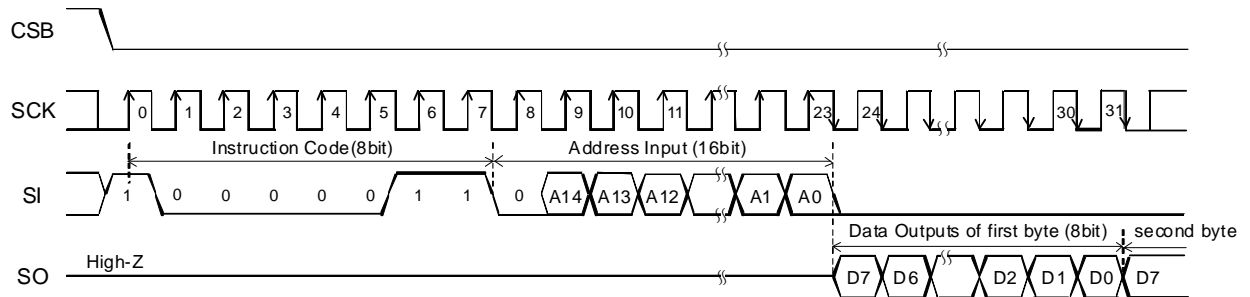 CSB
SCK 0 1 2 3 4 5 6 7 8 9 10 11 23 24 30 31
Instruction Code(8bit) Address Input (16bit)
SI 1 0 0 0 0 0 1 1 0 A14 A13 A12 A1 A0
Data Outputs of first byte (8bit) second byte
High-Z
SO D7 D6 D2 D1 D0 D7